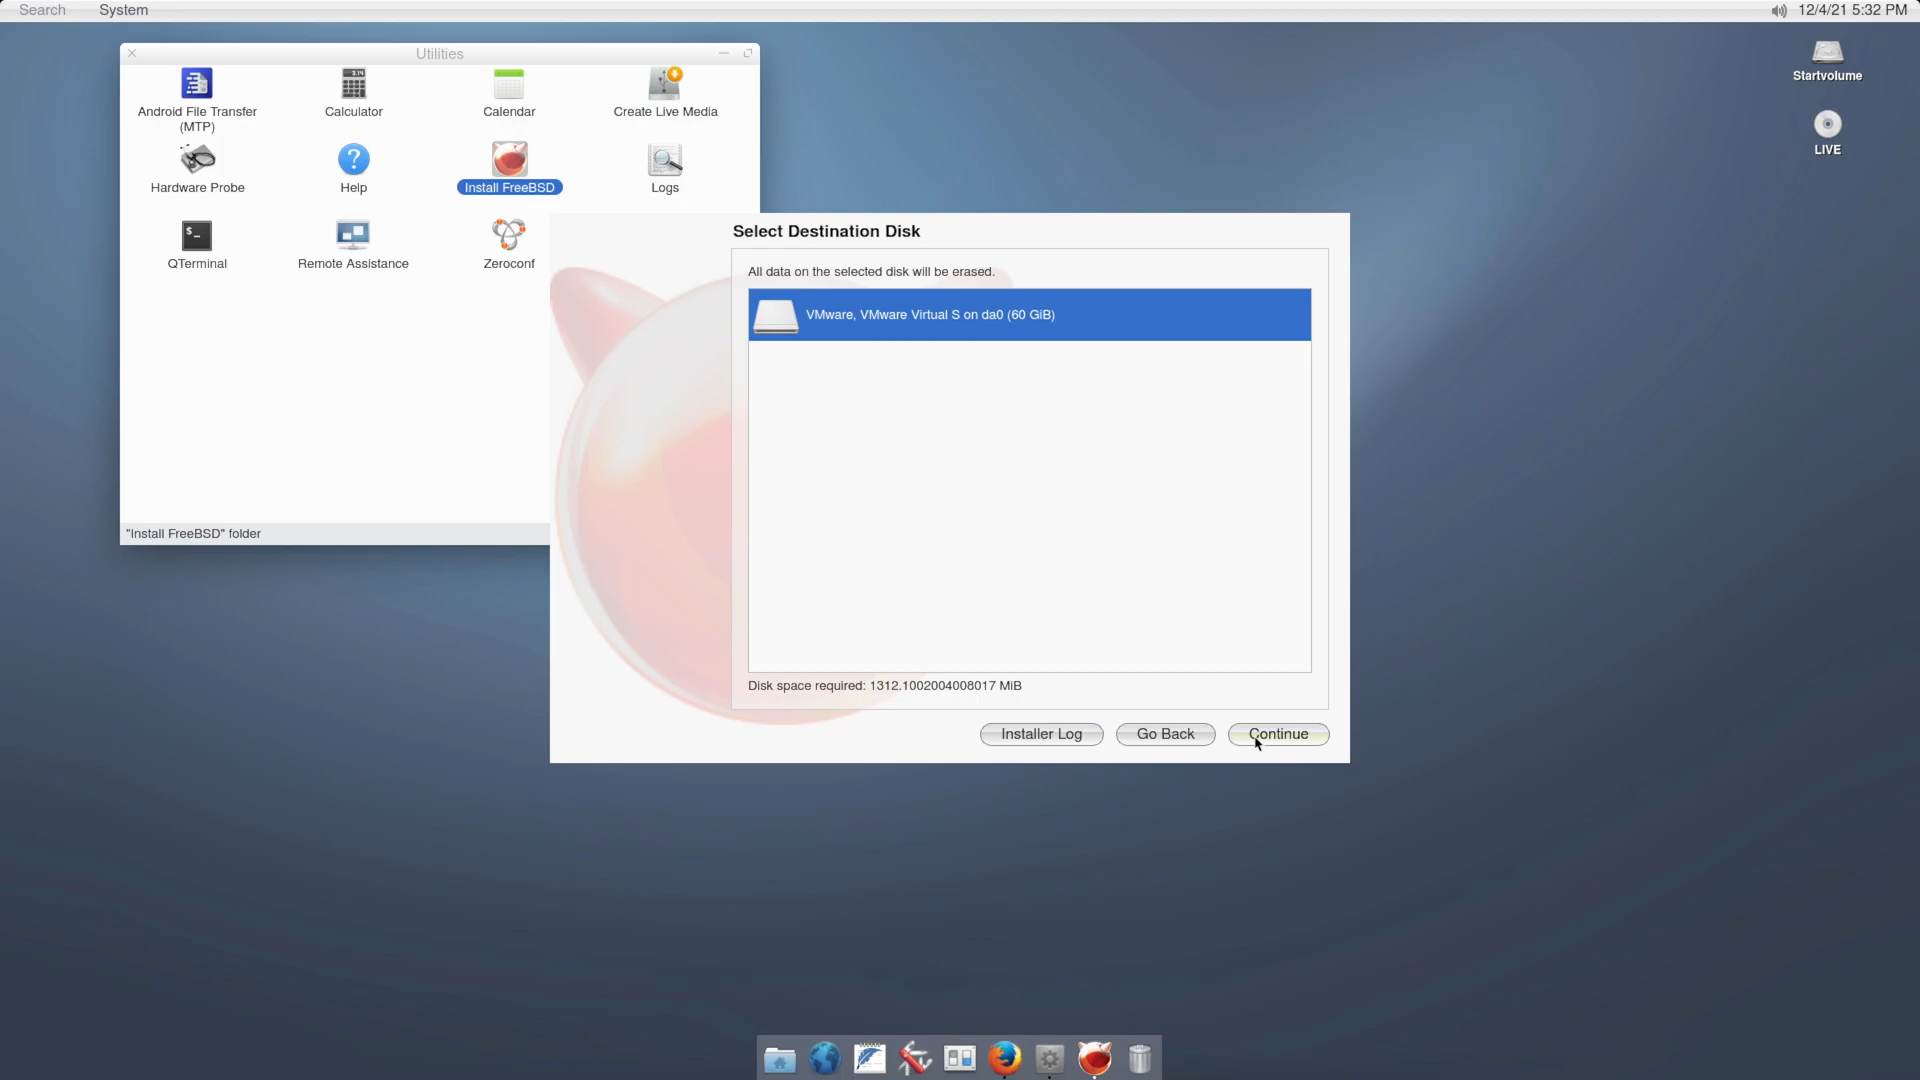 Search
System
12/4/21 5:32 PM
Utilities
Android File Transfer
(MTP)
Calculator
Calendar
Create Live Media
Hardware Probe
Help
Install FreeBSD
Logs
QTerminal
Remote Assistance
Zeroconf
"Install FreeBSD" folder
Startvolume
LIVE
Select Destination Disk
All data on the selected disk will be erased.
VMware, VMware Virtual S on da0 (60 GiB)
Disk space required: 1312.1002004008017 MiB
Installer Log
Go Back
Continue